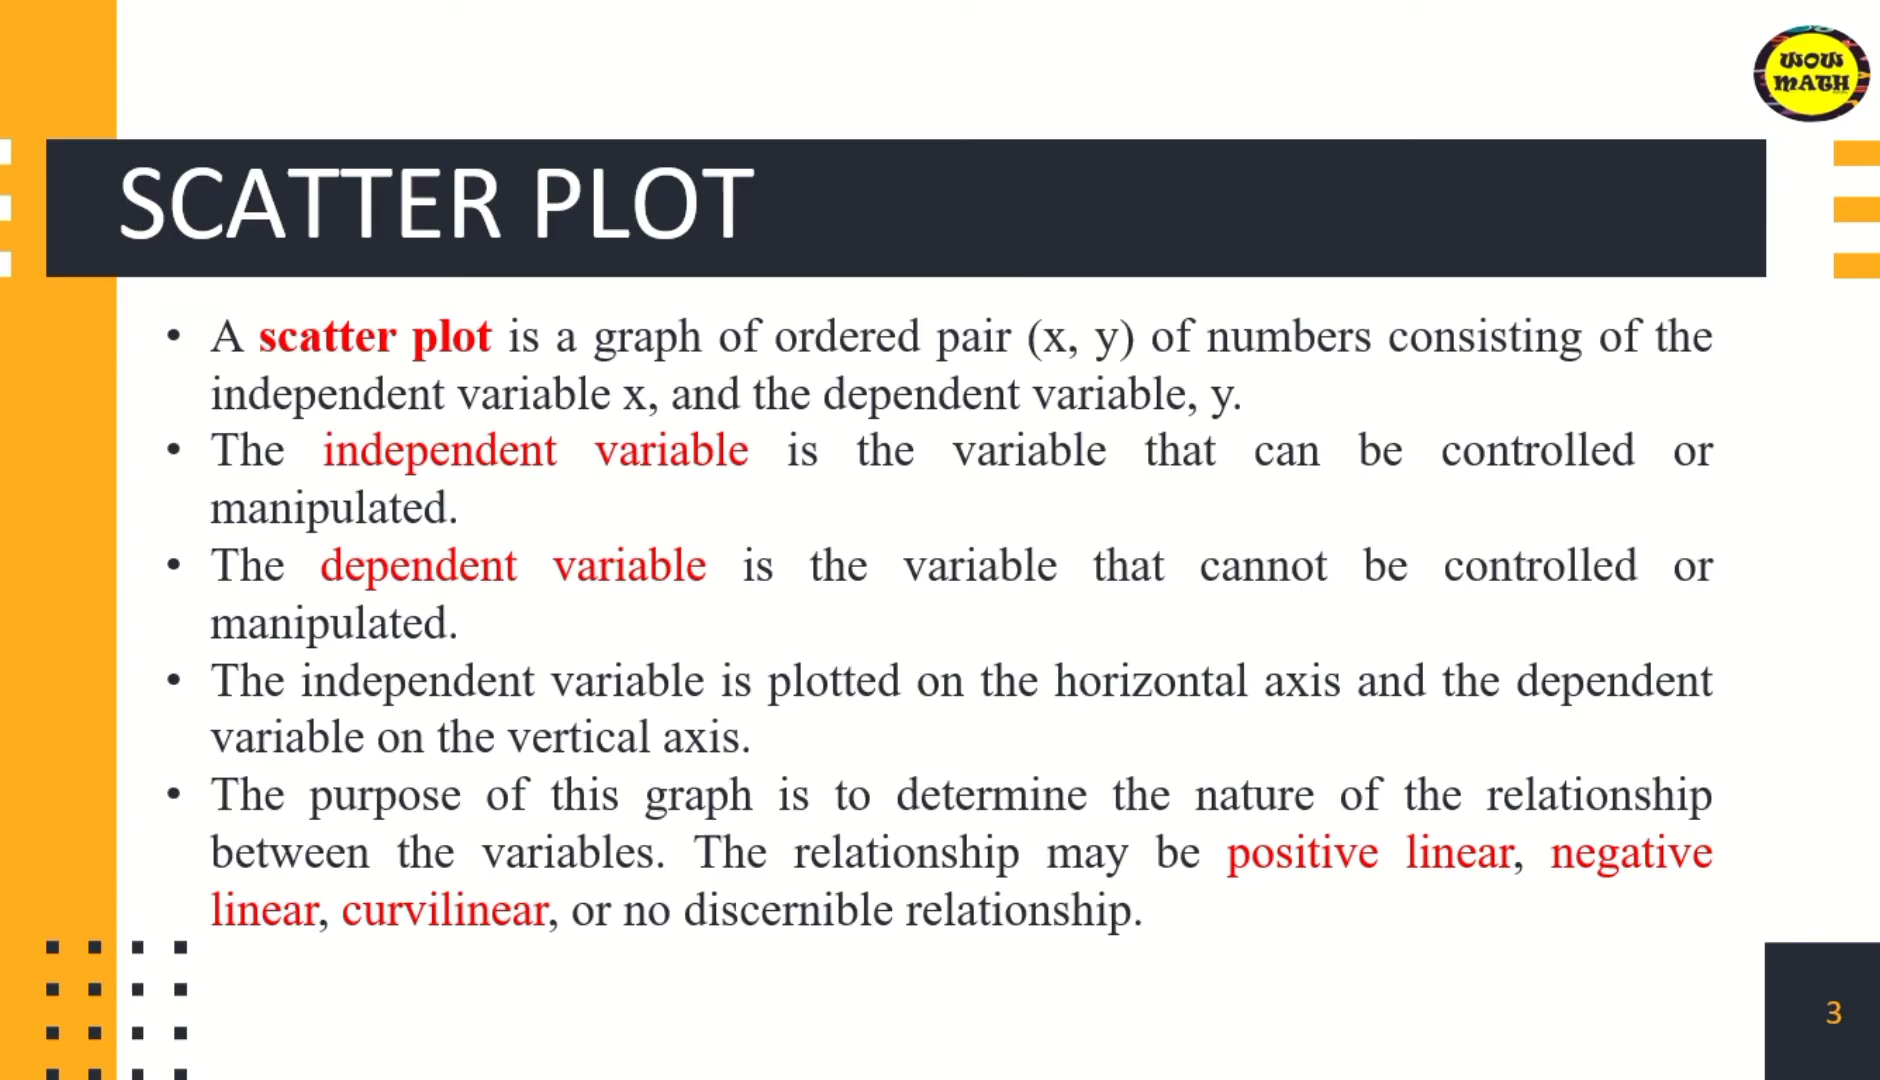 WOW
MATH
SCATTER PLOT
• A scatter plot is a graph of ordered pair (x, y) of numbers consisting of the
independent variable x, and the dependent variable, y.
• The independent variable is the variable that can be controlled or
manipulated.
• The dependent variable is the variable that cannot be controlled or
manipulated.
• The independent variable is plotted on the horizontal axis and the dependent
variable on the vertical axis.
• The purpose of this graph is to determine the nature of the relationship
between the variables. The relationship may be positive linear, negative
linear, curvilinear, or no discernible relationship.
3